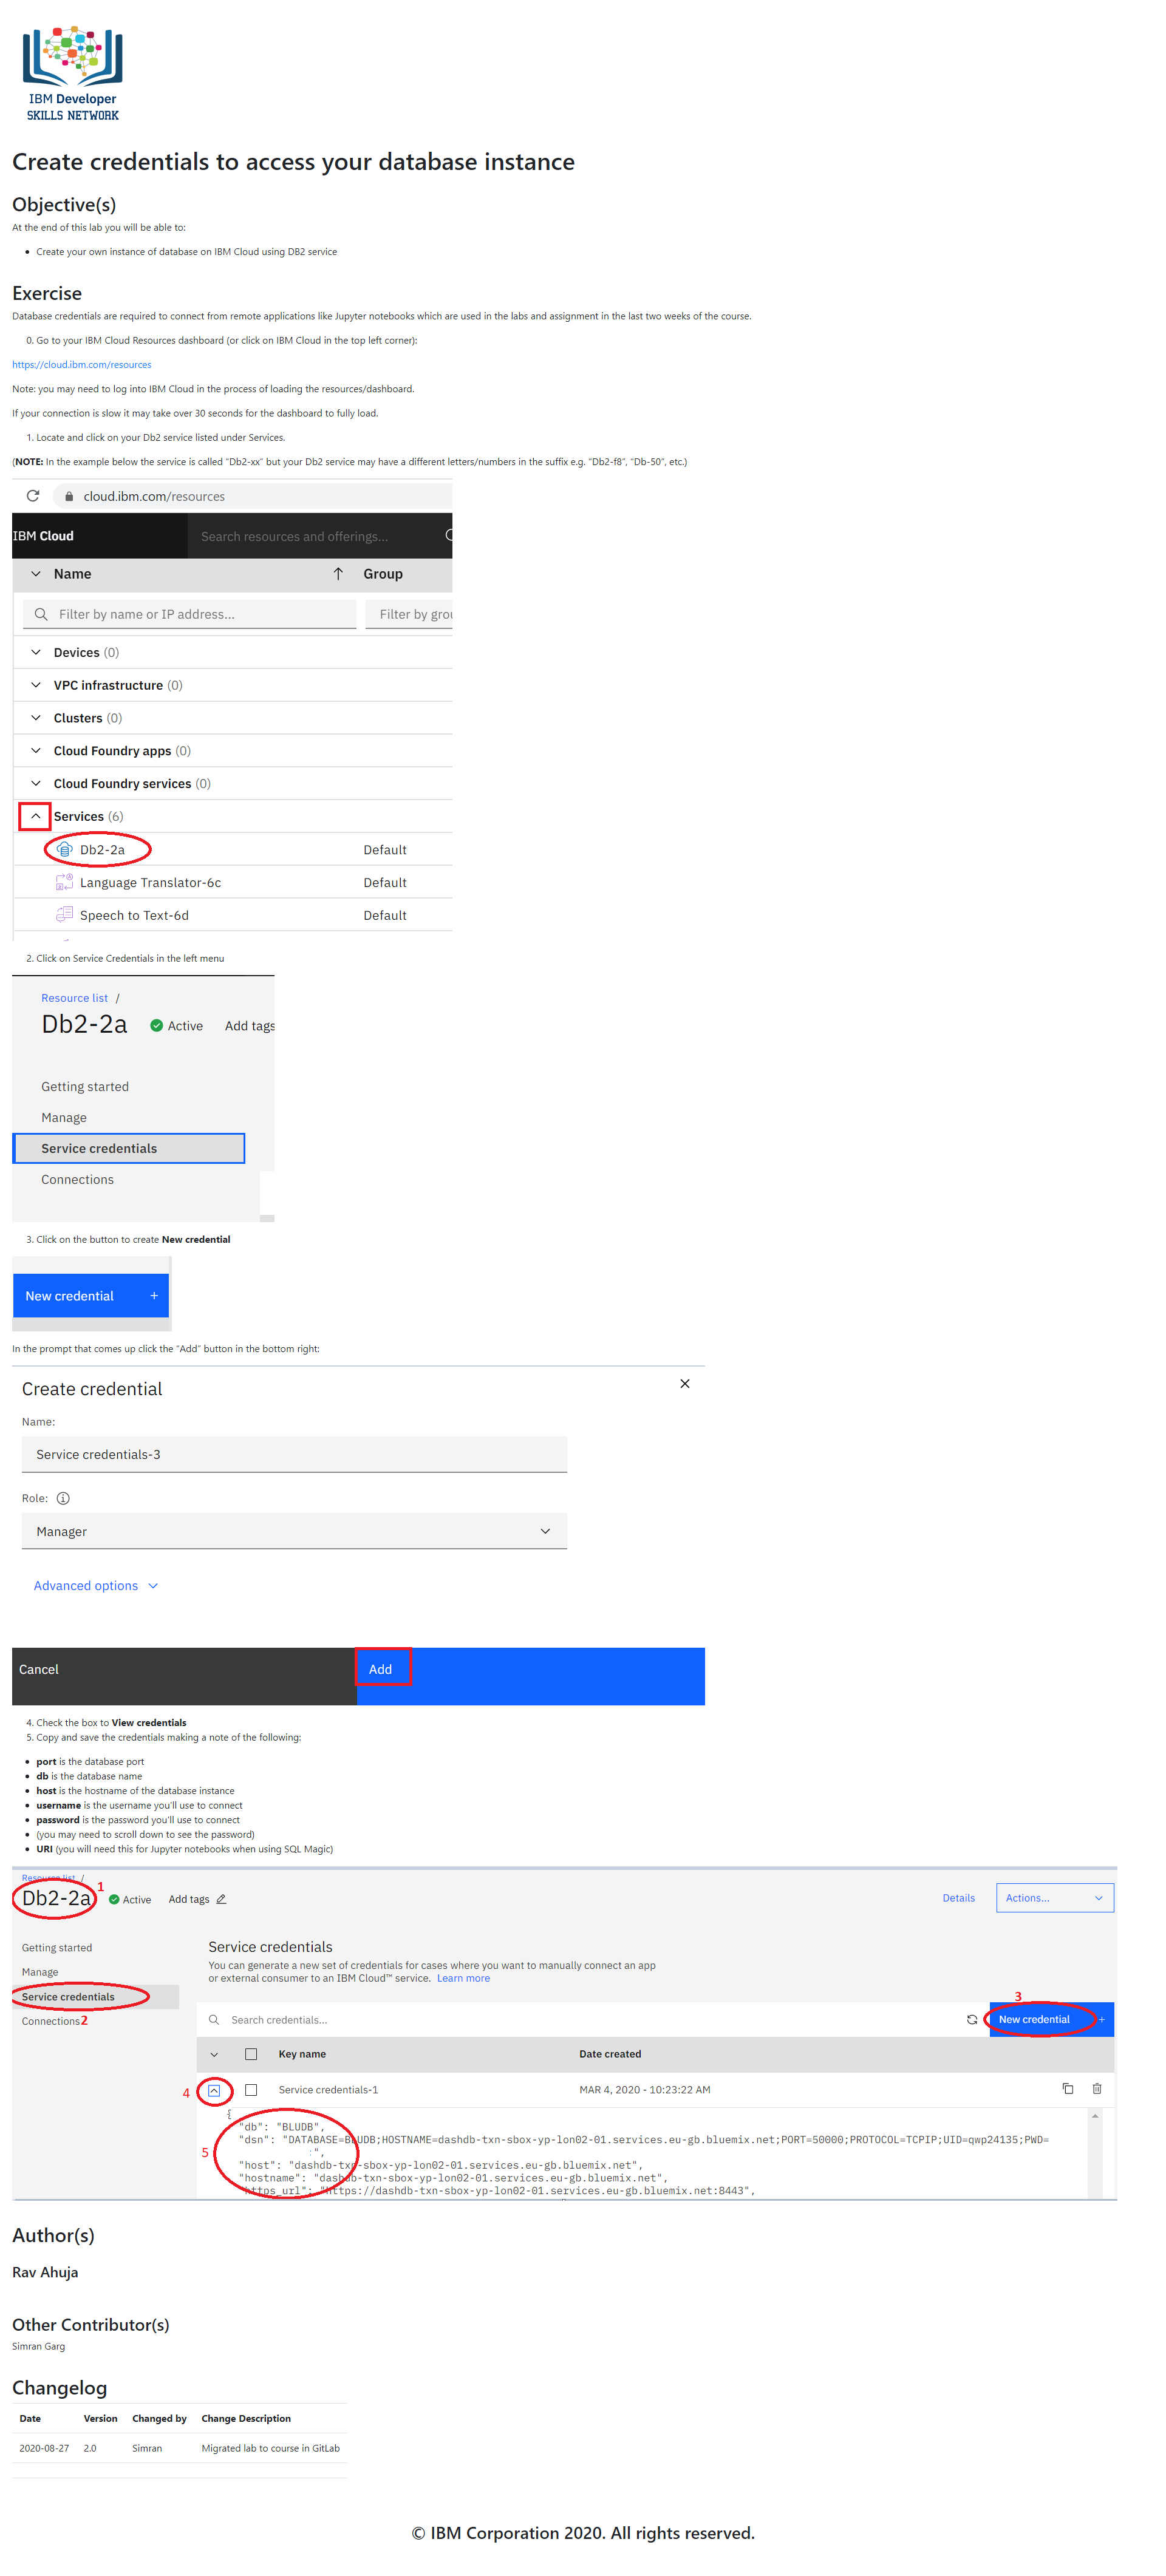 IBM Developer
SKILLS NETWORK
Create credentials to access your database instance
Objective(s)
At the end of this lab you will be able to:
• Create your own instance of database on IBM Cloud using DB2 service
Exercise
Database credentials are required to connect from remote applications like Jupyter notebooks which are used in the labs and assignment in the last two weeks of the course.
0. Go to your IBM Cloud Resources dashboard (or click on IBM Cloud in the top left corner):
https://cloud.ibm.com/resources
Note: you may need to log into IBM Cloud in the process of loading the resources/dashboard.
If your connection is slow it may take over 30 seconds for the dashboard to fully load.
1. Locate and click on your Db2 service listed under Services.
(NOTE: In the example below the service is called “Db2-xx” but your Db2 service may have a different letters/numbers in the suffix e.g. “Db2-f8”, “Db-50”, etc.)
cloud.ibm.com/resources
IBM Cloud Search resources and offerings...
Name Group
Filter by name or IP address... Filter by grou
Devices (0)
VPC infrastructure (0)
Clusters (0)
Cloud Foundry apps (0)
Cloud Foundry services (0)
Services (6)
Db2-2a Default
Language Translator-6c Default
Speech to Text-6d Default
2. Click on Service Credentials in the left menu
Resource list /
Db2-2a Active Add tags
Getting started
Manage
Service credentials
Connections
3. Click on the button to create New credential
New credential +
In the prompt that comes up click the “Add” button in the bottom right:
Create credential
Name:
Service credentials-3
Role:
Manager
Advanced options
Cancel Add
4. Check the box to View credentials
5. Copy and save the credentials making a note of the following:
• port is the database port
• db is the database name
• host is the hostname of the database instance
• username is the username you'll use to connect
• password is the password you'll use to connect
• (you may need to scroll down to see the password)
• URI (you will need this for Jupyter notebooks when using SQL Magic)
Resource list /
Db2-2a 1 Active Add tags Details Actions...
Getting started
Manage
Service credentials
Connections 2
Service credentials
You can generate a new set of credentials for cases where you want to manually connect an app
or external consumer to an IBM Cloud™ service. Learn more
3
Search credentials... New credential +
Key name Date created
4 Service credentials-1 MAR 4, 2020 - 10:23:22 AM
{
"db": "BLUDB",
"dsn": "DATABASE=BLUDB;HOSTNAME=dashdb-txn-sbox-yp-lon02-01.services.eu-gb.bluemix.net;PORT=50000;PROTOCOL=TCPIP;UID=qwp24135;PWD=
5 ",
"host": "dashdb-txn-sbox-yp-lon02-01.services.eu-gb.bluemix.net",
"hostname": "dashdb-txn-sbox-yp-lon02-01.services.eu-gb.bluemix.net",
"https_url": "https://dashdb-txn-sbox-yp-lon02-01.services.eu-gb.bluemix.net:8443",
Author(s)
Rav Ahuja
Other Contributor(s)
Simran Garg
Changelog
Date Version Changed by Change Description
2020-08-27 2.0 Simran Migrated lab to course in GitLab
© IBM Corporation 2020. All rights reserved.